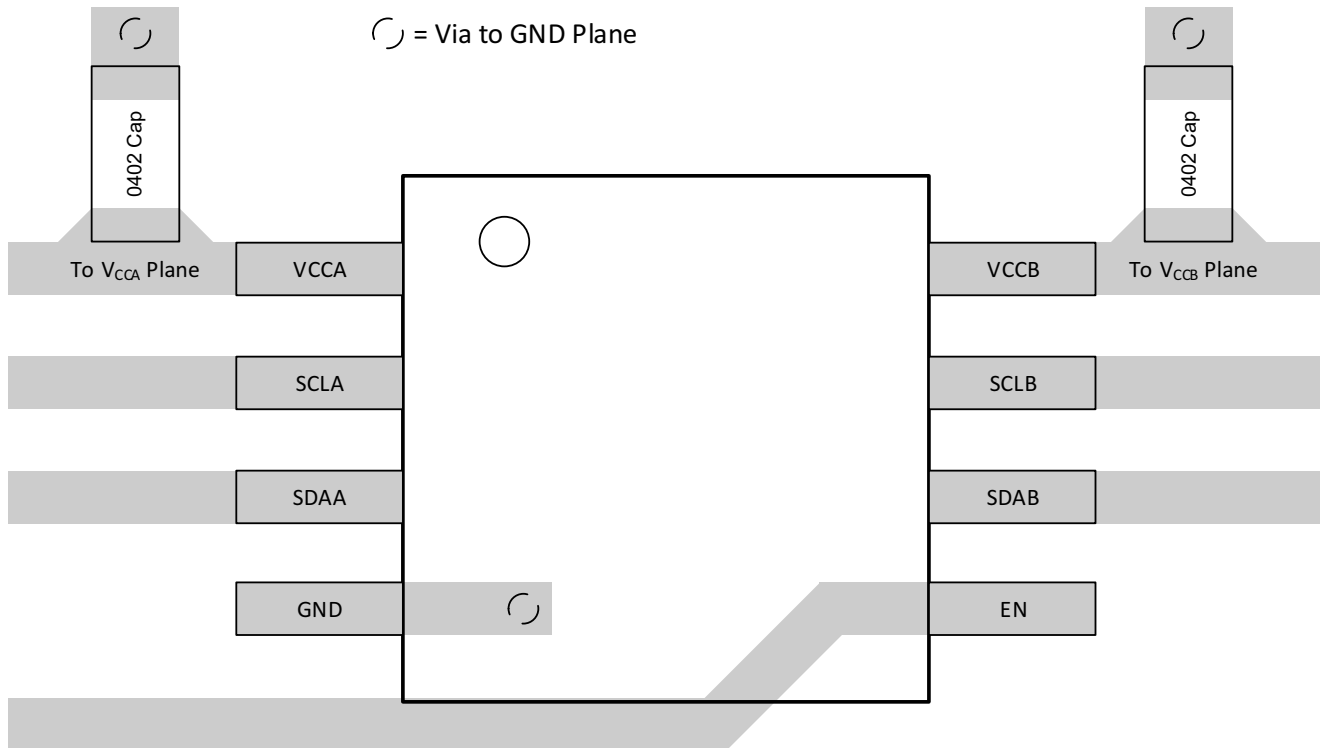 = Via to GND Plane
0402 Cap
0402 Cap
To VCCA Plane
VCCA
VCCB
To VCCB Plane
SCLA
SCLB
SDAA
SDAB
GND
EN